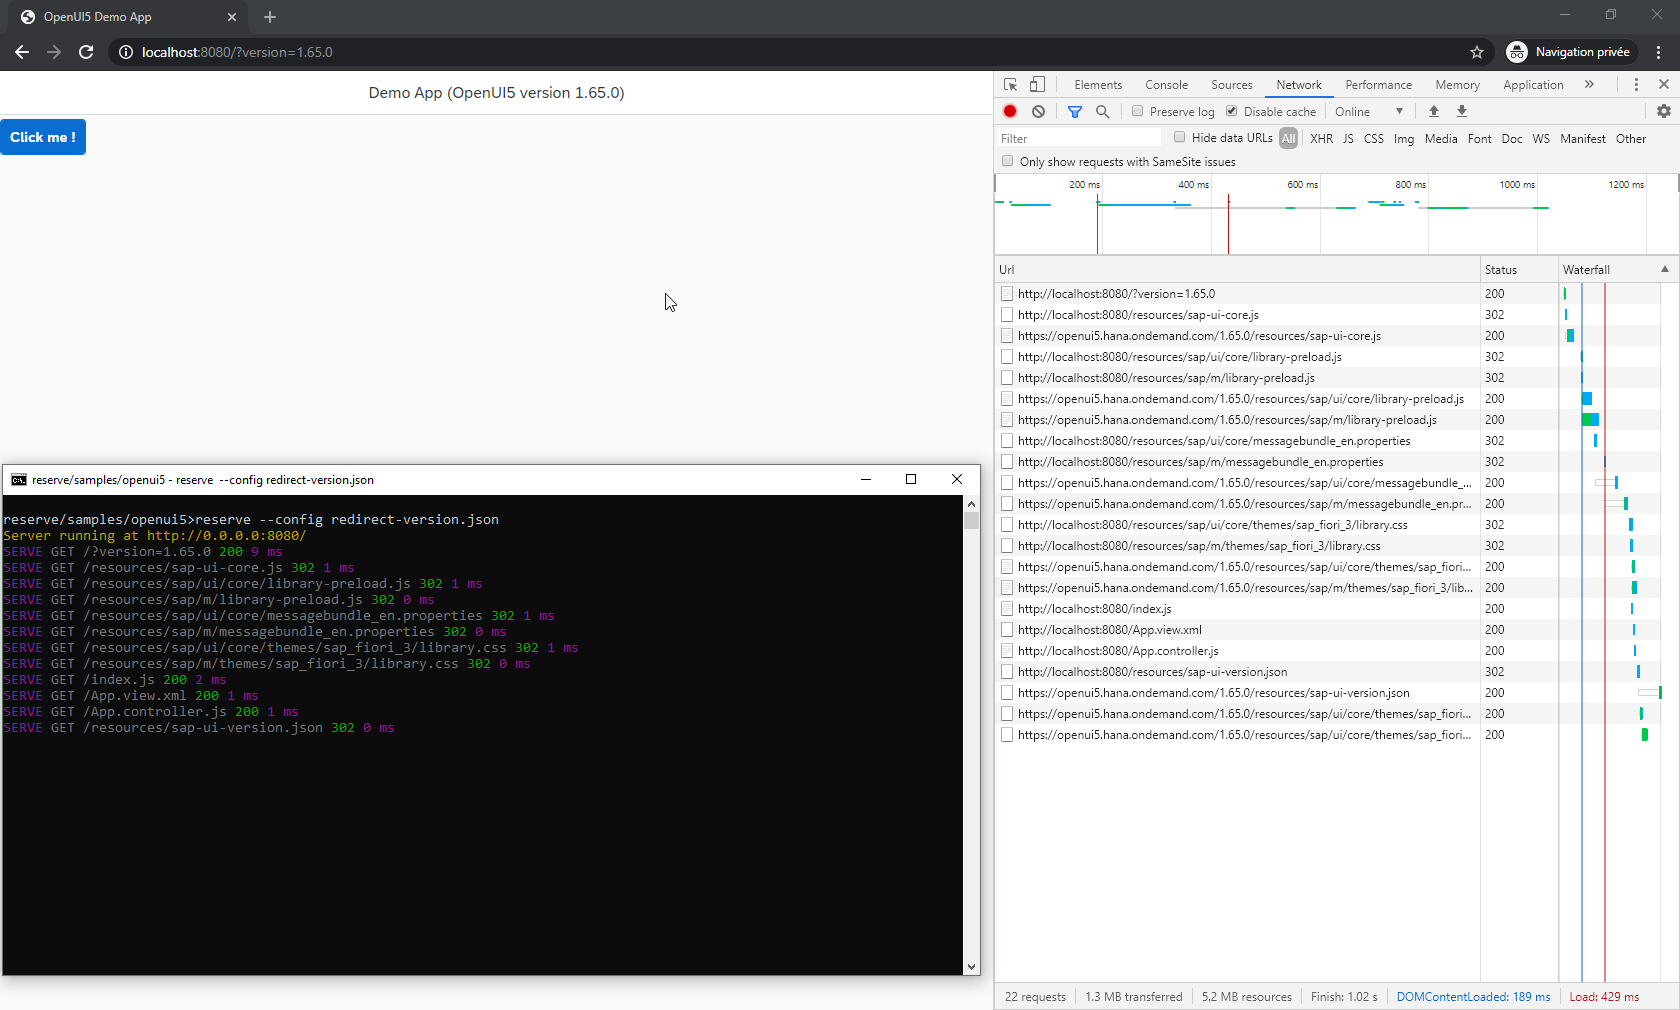 OpenUI5 Demo App
localhost:8080/?version=1.65.0
Navigation privée
Demo App (OpenUI5 version 1.65.0)
Click me !
reserve/samples/openui5 - reserve  --config redirect-version.json
reserve/samples/openui5>reserve --config redirect-version.json
Server running at http://0.0.0.0:8080/
SERVE GET /?version=1.65.0 200 9 ms
SERVE GET /resources/sap-ui-core.js 302 1 ms
SERVE GET /resources/sap/ui/core/library-preload.js 302 1 ms
SERVE GET /resources/sap/m/library-preload.js 302 0 ms
SERVE GET /resources/sap/ui/core/messagebundle_en.properties 302 1 ms
SERVE GET /resources/sap/m/messagebundle_en.properties 302 0 ms
SERVE GET /resources/sap/ui/core/themes/sap_fiori_3/library.css 302 1 ms
SERVE GET /resources/sap/m/themes/sap_fiori_3/library.css 302 0 ms
SERVE GET /index.js 200 2 ms
SERVE GET /App.view.xml 200 1 ms
SERVE GET /App.controller.js 200 1 ms
SERVE GET /resources/sap-ui-version.json 302 0 ms
Elements Console Sources Network Performance Memory Application
Preserve log Disable cache Online
Filter Hide data URLs All XHR JS CSS Img Media Font Doc WS Manifest Other
Only show requests with SameSite issues
200 ms 400 ms 600 ms 800 ms 1000 ms 1200 ms
Url Status Waterfall
http://localhost:8080/?version=1.65.0 200
http://localhost:8080/resources/sap-ui-core.js 302
https://openui5.hana.ondemand.com/1.65.0/resources/sap-ui-core.js 200
http://localhost:8080/resources/sap/ui/core/library-preload.js 302
http://localhost:8080/resources/sap/m/library-preload.js 302
https://openui5.hana.ondemand.com/1.65.0/resources/sap/ui/core/library-preload.js 200
https://openui5.hana.ondemand.com/1.65.0/resources/sap/m/library-preload.js 200
http://localhost:8080/resources/sap/ui/core/messagebundle_en.properties 302
http://localhost:8080/resources/sap/m/messagebundle_en.properties 302
https://openui5.hana.ondemand.com/1.65.0/resources/sap/ui/core/messagebundle_... 200
https://openui5.hana.ondemand.com/1.65.0/resources/sap/m/messagebundle_en.pr... 200
http://localhost:8080/resources/sap/ui/core/themes/sap_fiori_3/library.css 302
http://localhost:8080/resources/sap/m/themes/sap_fiori_3/library.css 302
https://openui5.hana.ondemand.com/1.65.0/resources/sap/ui/core/themes/sap_fiori... 200
https://openui5.hana.ondemand.com/1.65.0/resources/sap/m/themes/sap_fiori_3/lib... 200
http://localhost:8080/index.js 200
http://localhost:8080/App.view.xml 200
http://localhost:8080/App.controller.js 200
http://localhost:8080/resources/sap-ui-version.json 302
https://openui5.hana.ondemand.com/1.65.0/resources/sap-ui-version.json 200
https://openui5.hana.ondemand.com/1.65.0/resources/sap/ui/core/themes/sap_fiori... 200
https://openui5.hana.ondemand.com/1.65.0/resources/sap/ui/core/themes/sap_fiori... 200
22 requests 1.3 MB transferred 5.2 MB resources Finish: 1.02 s DOMContentLoaded: 189 ms Load: 429 ms